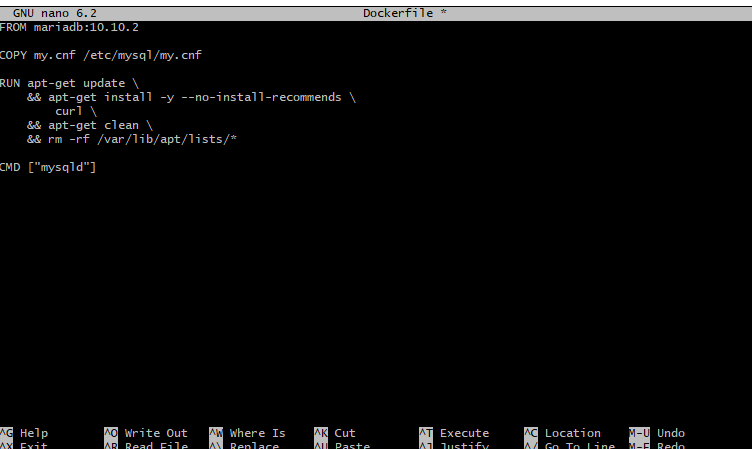 GNU nano 6.2 Dockerfile *
FROM mariadb:10.10.2
COPY my.cnf /etc/mysql/my.cnf
RUN apt-get update \
&& apt-get install -y --no-install-recommends \
curl \
&& apt-get clean \
&& rm -rf /var/lib/apt/lists/*
CMD ["mysqld"]
^G Help ^O Write Out ^W Where Is ^K Cut ^T Execute ^C Location M-U Undo
^X Exit ^R Read File ^\ Replace ^U Paste ^J Justify ^/ Go To Line M-E Redo